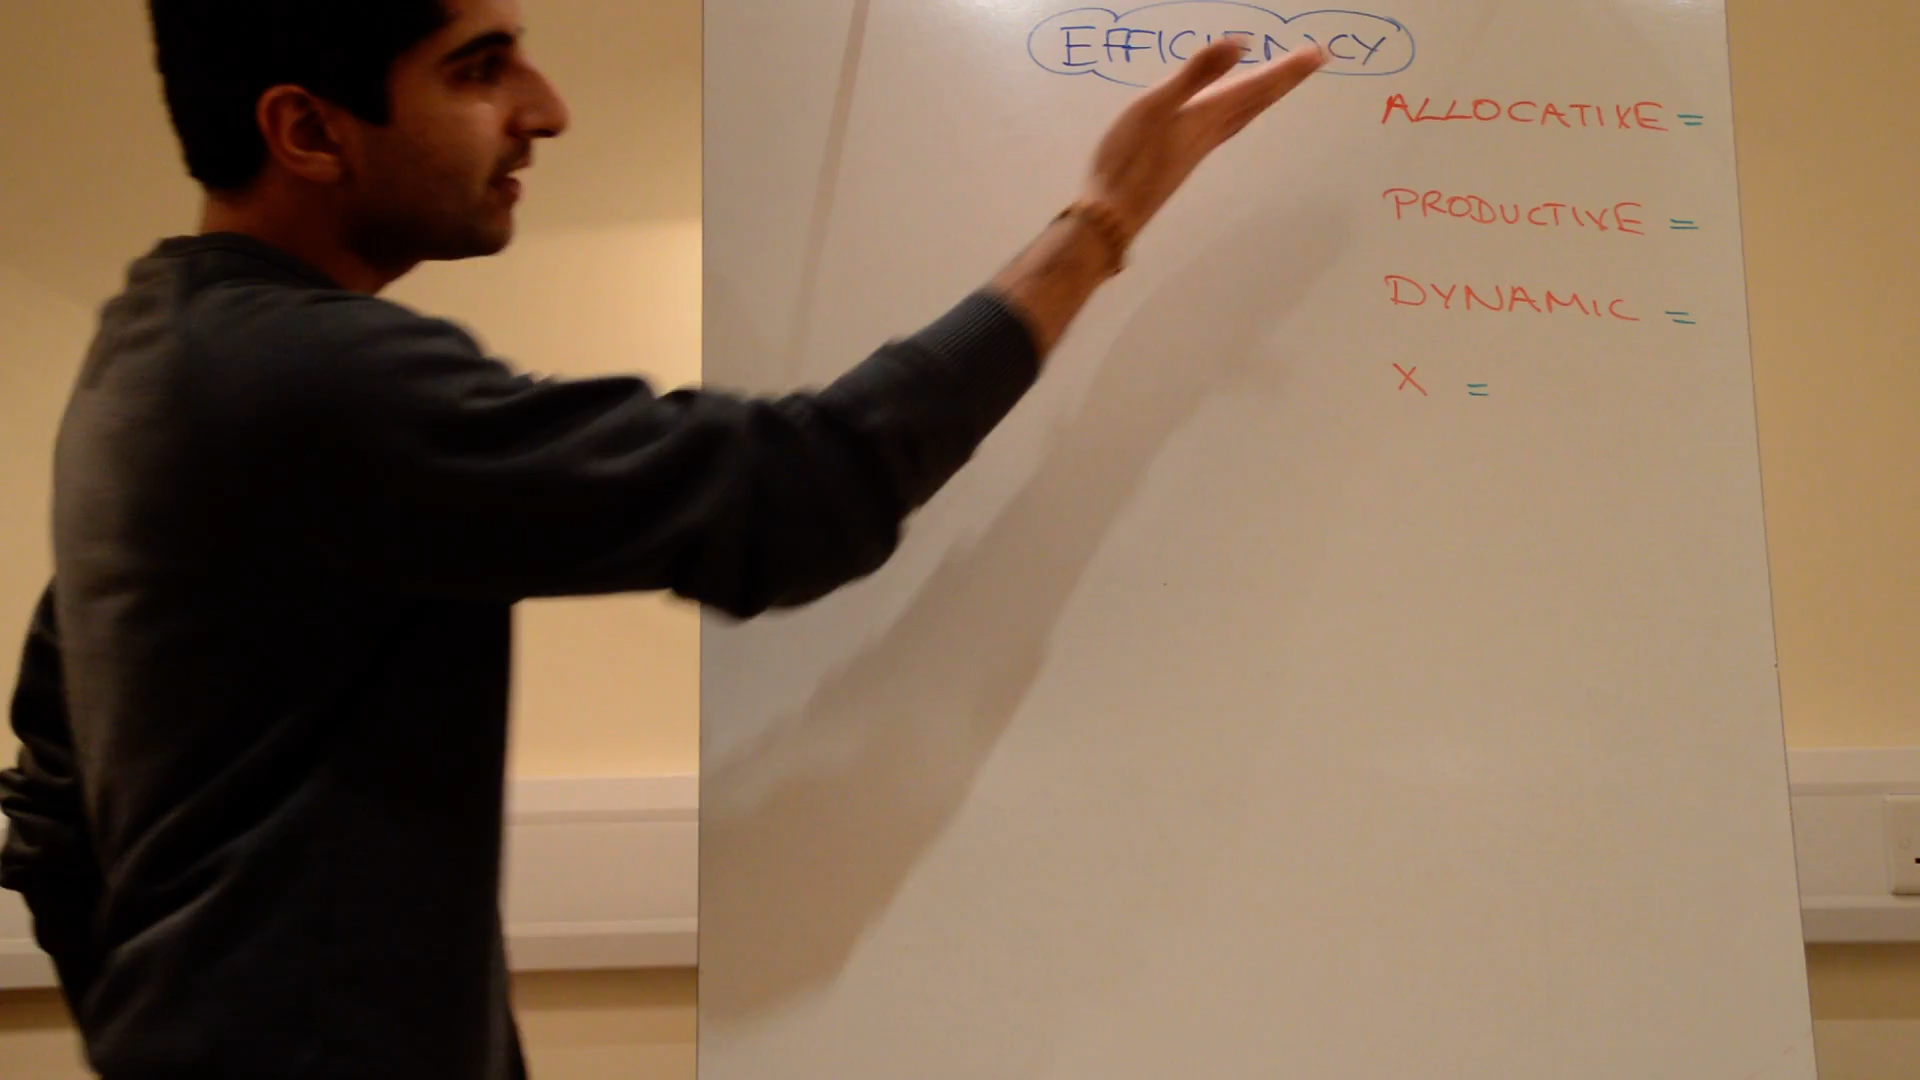 EFFICIENCY
ALLOCATIVE =
PRODUCTIVE =
DYNAMIC =
X =